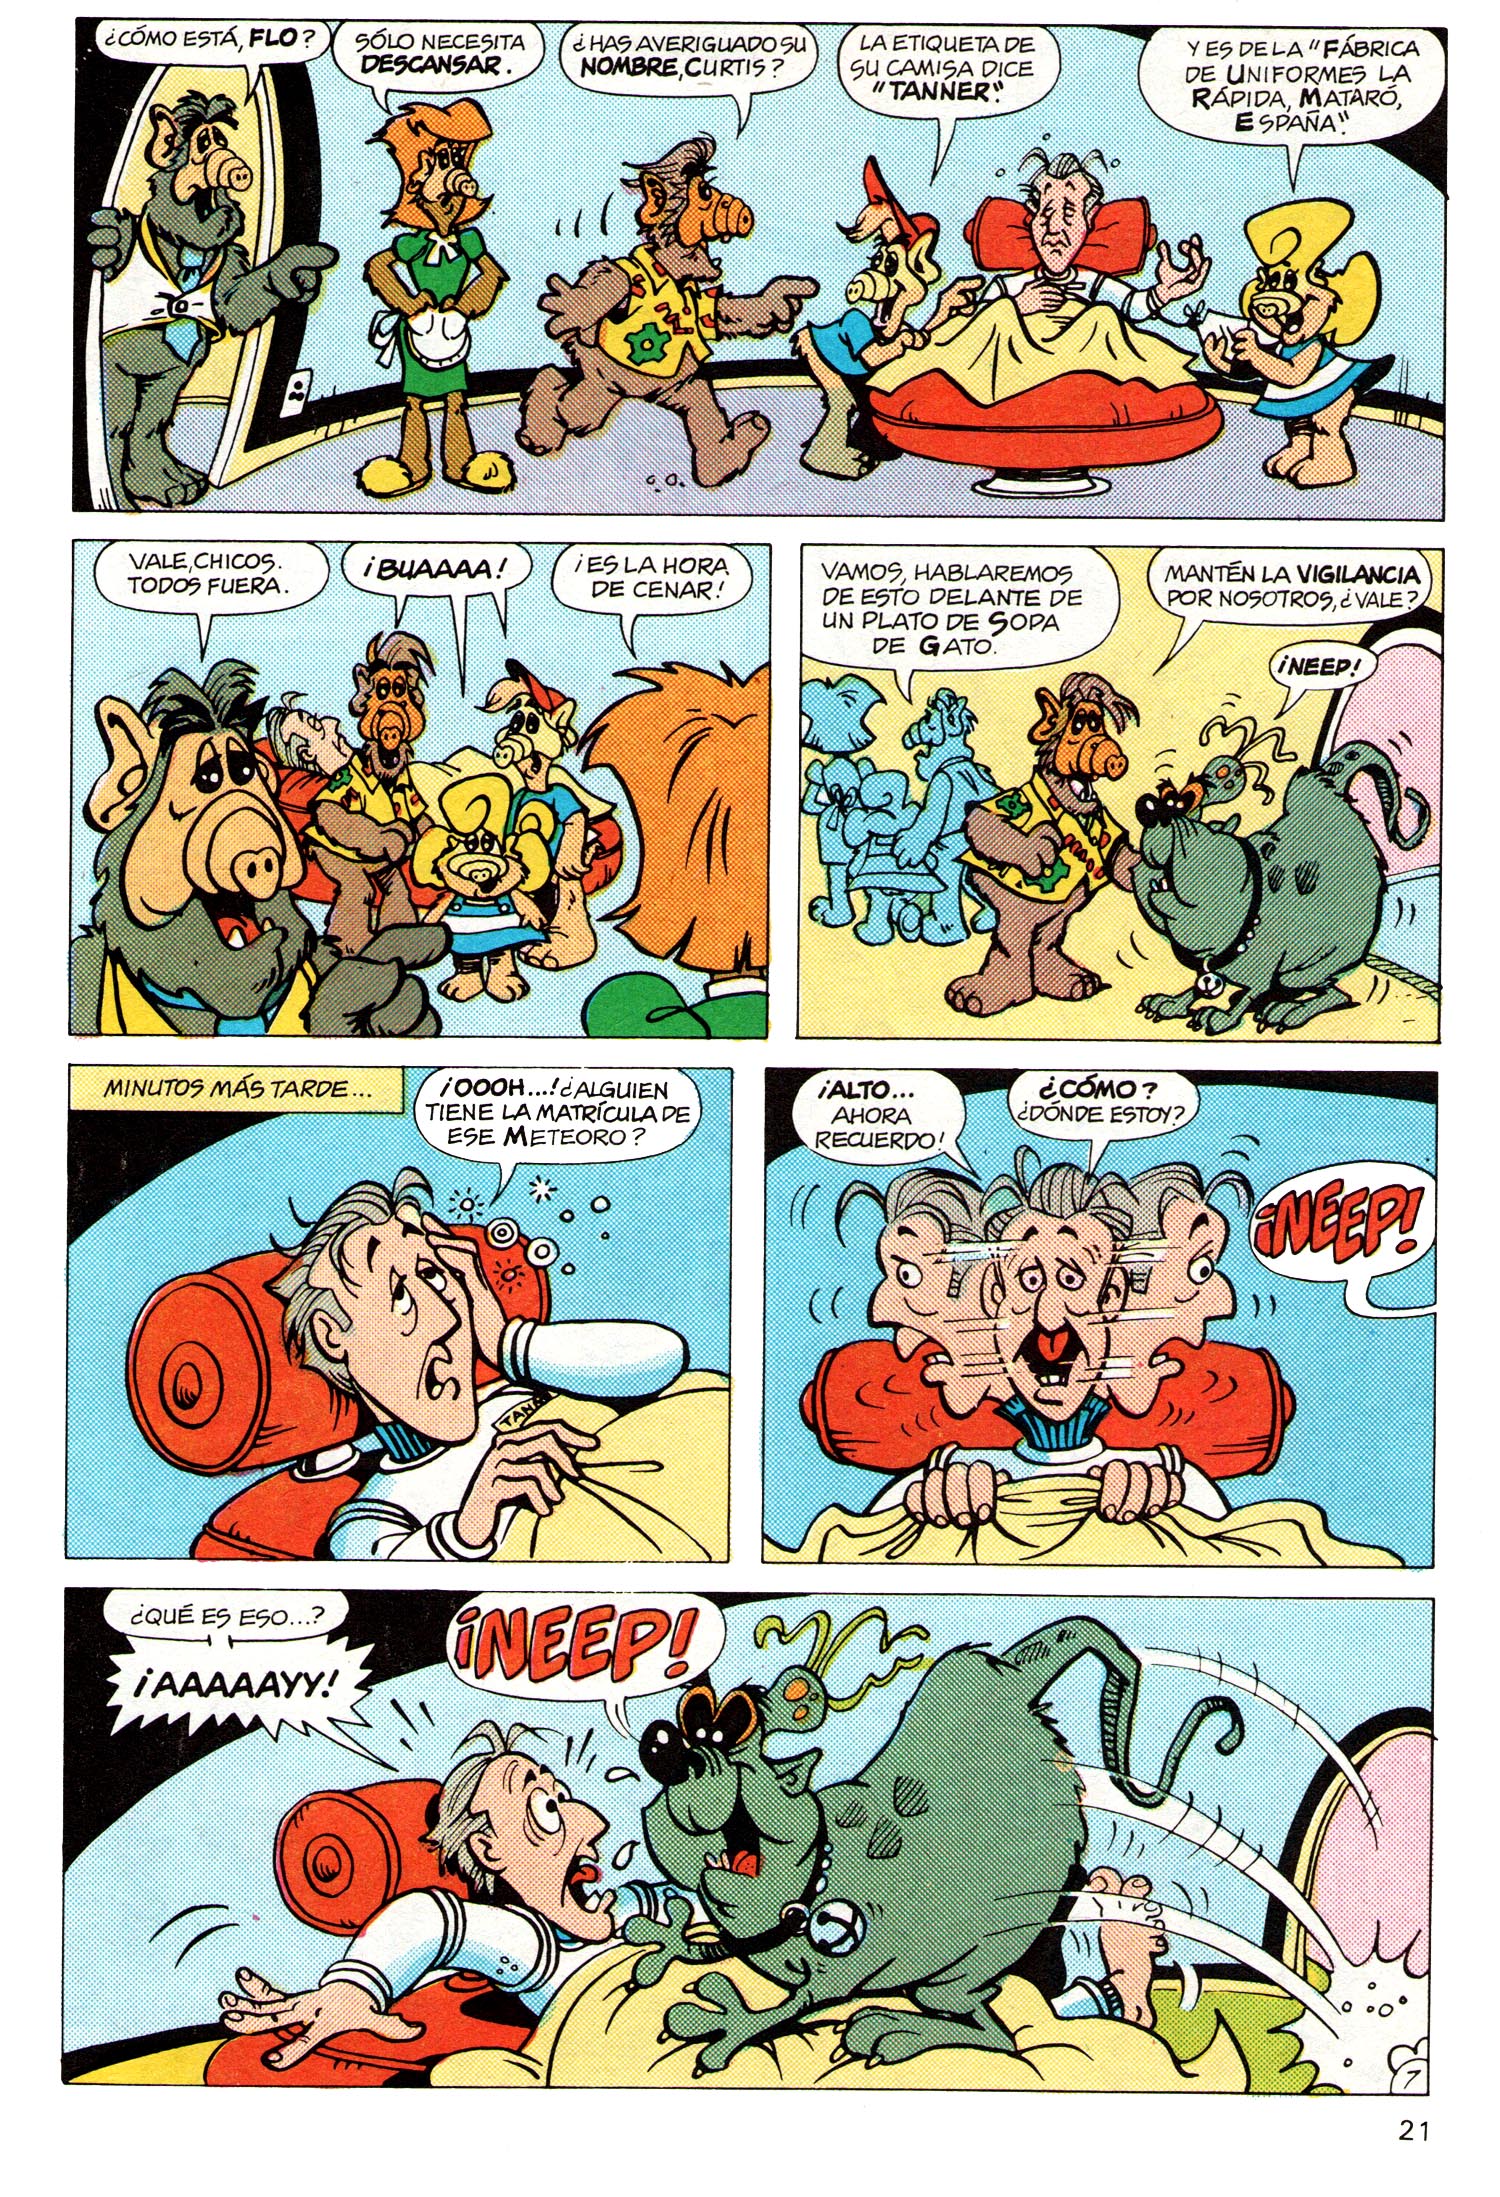 ¿CÓMO ESTÁ, FLO?
SÓLO NECESITA
DESCANSAR.
¿HAS AVERIGUADO SU
NOMBRE, CURTIS?
LA ETIQUETA DE
SU CAMISA DICE
"TANNER".
Y ES DE LA "FÁBRICA
DE UNIFORMES LA
RÁPIDA, MATARÓ,
ESPAÑA".
VALE, CHICOS.
TODOS FUERA.
¡BUAAAA!
¡ES LA HORA
DE CENAR!
VAMOS, HABLAREMOS
DE ESTO DELANTE DE
UN PLATO DE SOPA
DE GATO.
MANTÉN LA VIGILANCIA
POR NOSOTROS, ¿VALE?
¡NEEP!
MINUTOS MÁS TARDE...
¡OOOH...! ¿ALGUIEN
TIENE LA MATRÍCULA DE
ESE METEORO?
TANN
¡ALTO...
AHORA
RECUERDO!
¿CÓMO?
¿DÓNDE ESTOY?
¡NEEP!
¿QUÉ ES ESO...?
¡AAAAAYY!
¡NEEP!
7
21